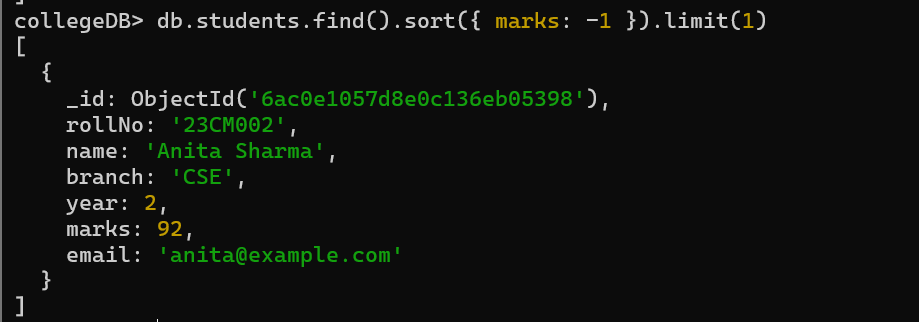 ]
collegeDB> db.students.find().sort({ marks: -1 }).limit(1)
[
  {
    _id: ObjectId('6ac0e1057d8e0c136eb05398'),
    rollNo: '23CM002',
    name: 'Anita Sharma',
    branch: 'CSE',
    year: 2,
    marks: 92,
    email: 'anita@example.com'
  }
]